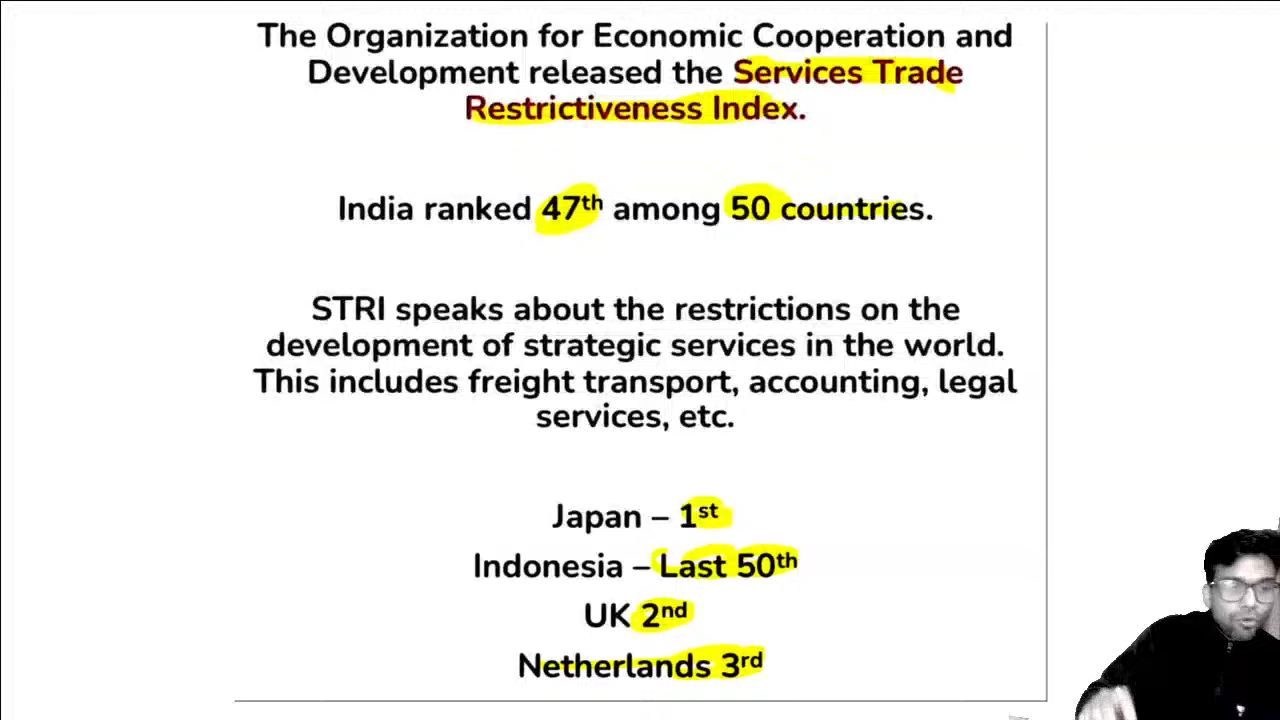 The Organization for Economic Cooperation and
Development released the Services Trade
Restrictiveness Index.
India ranked 47th among 50 countries.
STRI speaks about the restrictions on the
development of strategic services in the world.
This includes freight transport, accounting, legal
services, etc.
Japan – 1st
Indonesia – Last 50th
UK 2nd
Netherlands 3rd